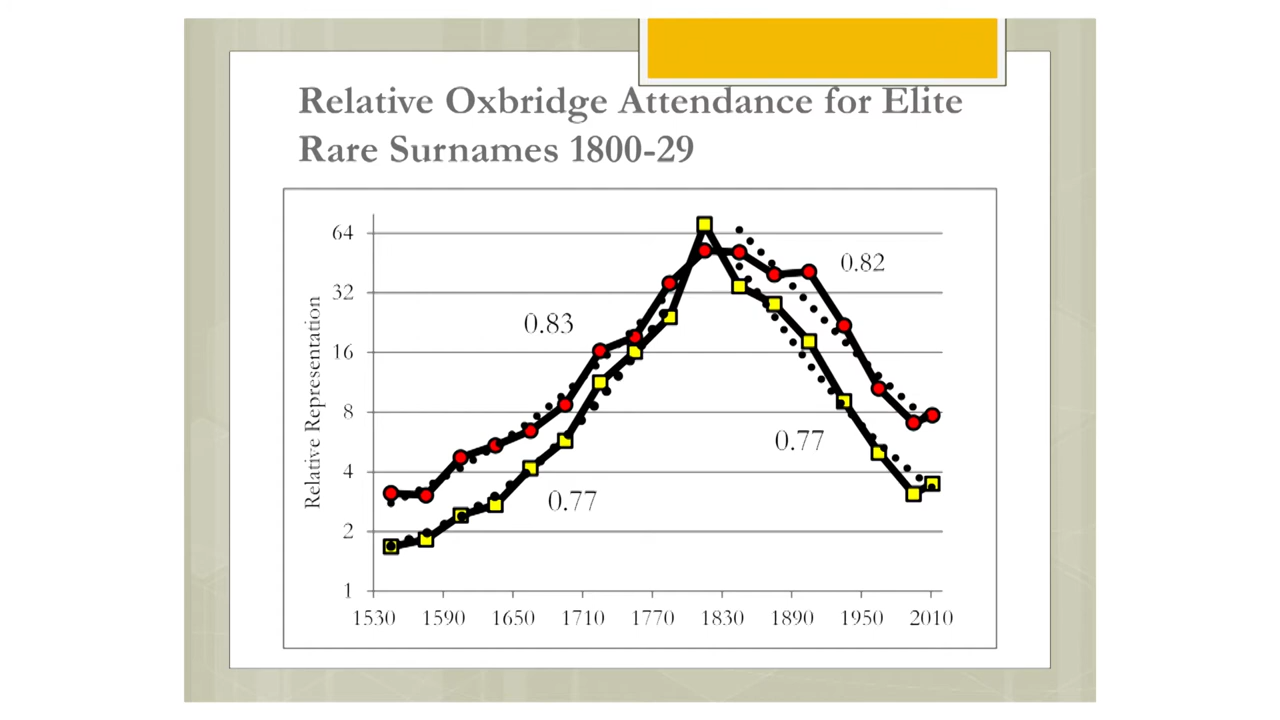 Relative Oxbridge Attendance for Elite
Rare Surnames 1800-29
Relative Representation
64
32
16
8
4
2
1
0.83
0.82
0.77
0.77
1530 1590 1650 1710 1770 1830 1890 1950 2010